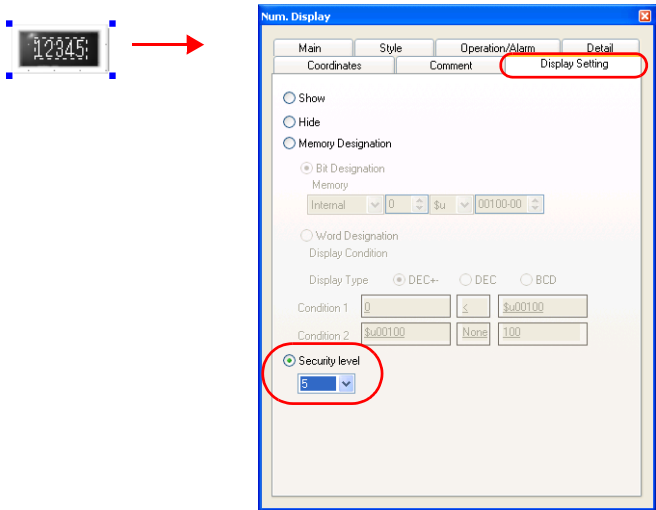 Num. Display
12345
Main Style Operation/Alarm Detail
Coordinates Comment Display Setting
Show
Hide
Memory Designation
Bit Designation
Memory
Internal 0 $u 00100-00
Word Designation
Display Condition
Display Type DEC+- DEC BCD
Condition 1 0 < $u00100
Condition 2 $u00100 None 100
Security level
5